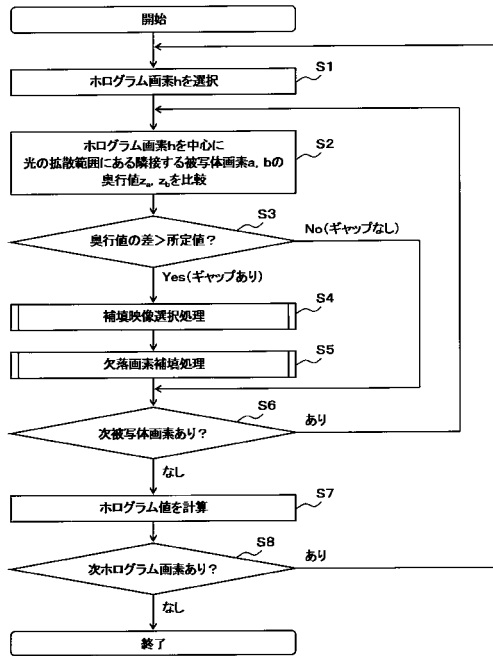 開始
S1
ホログラム画素hを選択
S2
ホログラム画素hを中心に
光の拡散範囲にある隣接する被写体画素a, bの
奥行値za, zbを比較
S3
奥行値の差>所定値?
No(ギャップなし)
Yes(ギャップあり)
S4
補填映像選択処理
S5
欠落画素補填処理
S6
次被写体画素あり?
あり
なし
S7
ホログラム値を計算
S8
次ホログラム画素あり?
あり
なし
終了